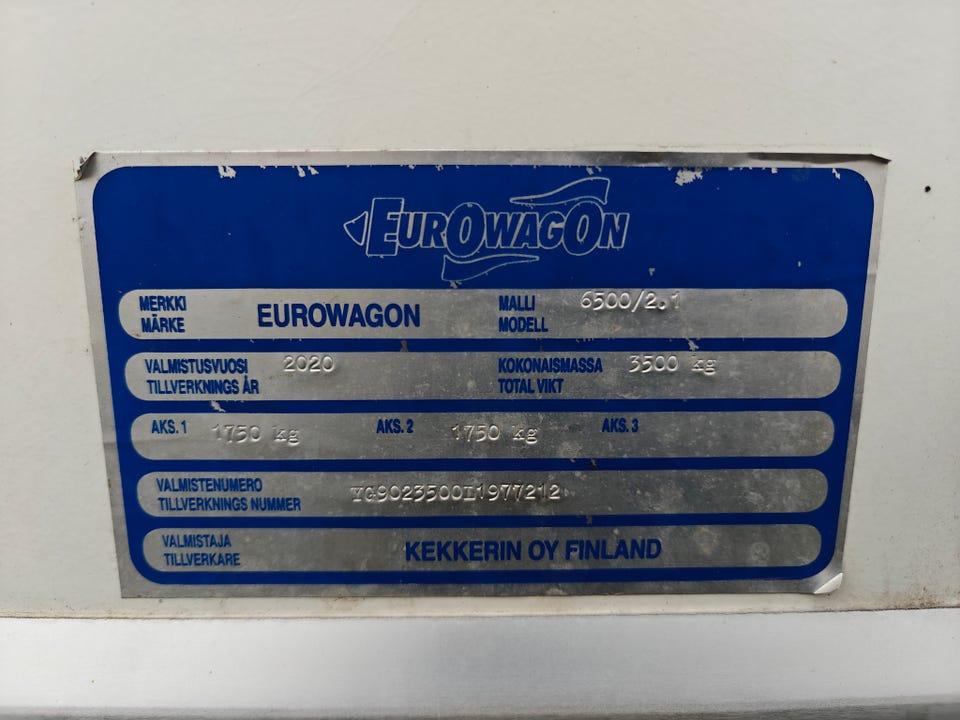 EUROWAGON
MERKKI
MÄRKE
EUROWAGON
MALLI
MODELL
6500/2.1
VALMISTUSVUOSI
TILLVERKNINGS ÅR
2020
KOKONAISMASSA
TOTAL VIKT
3500 kg
AKS. 1
1750 kg
AKS. 2
1750 kg
AKS. 3
VALMISTENUMERO
TILLVERKNINGS NUMMER
YG9023500I1977212
VALMISTAJA
TILLVERKARE
KEKKERIN OY FINLAND